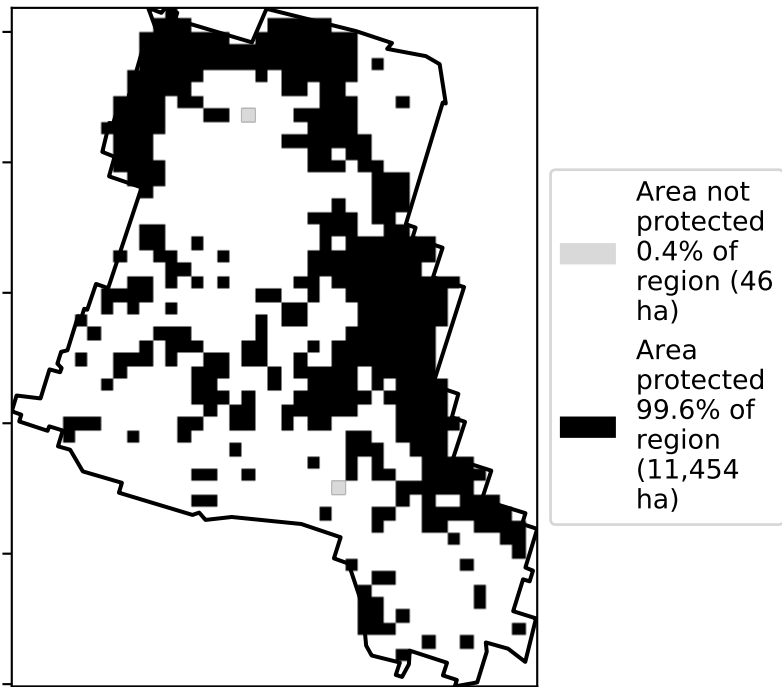 Area not
protected
0.4% of
region (46
ha)
Area
protected
99.6% of
region
(11,454
ha)